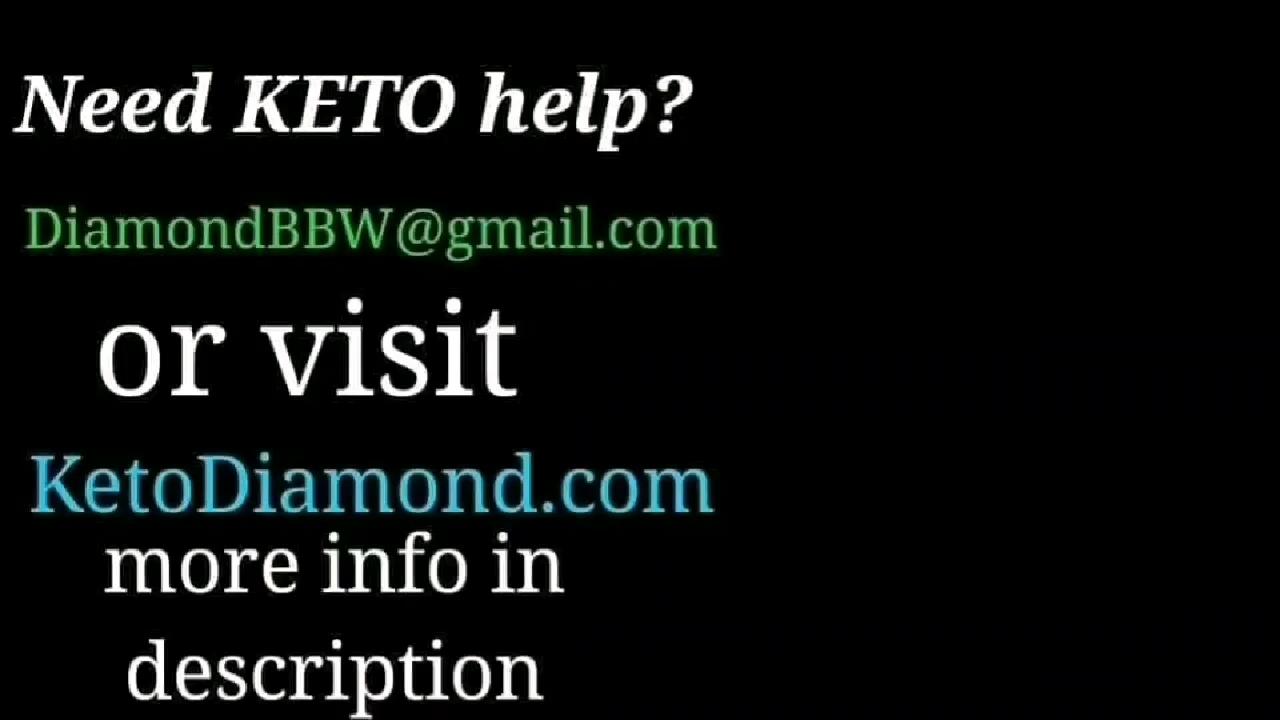 Need KETO help?
DiamondBBW@gmail.com
or visit
KetoDiamond.com
more info in
description